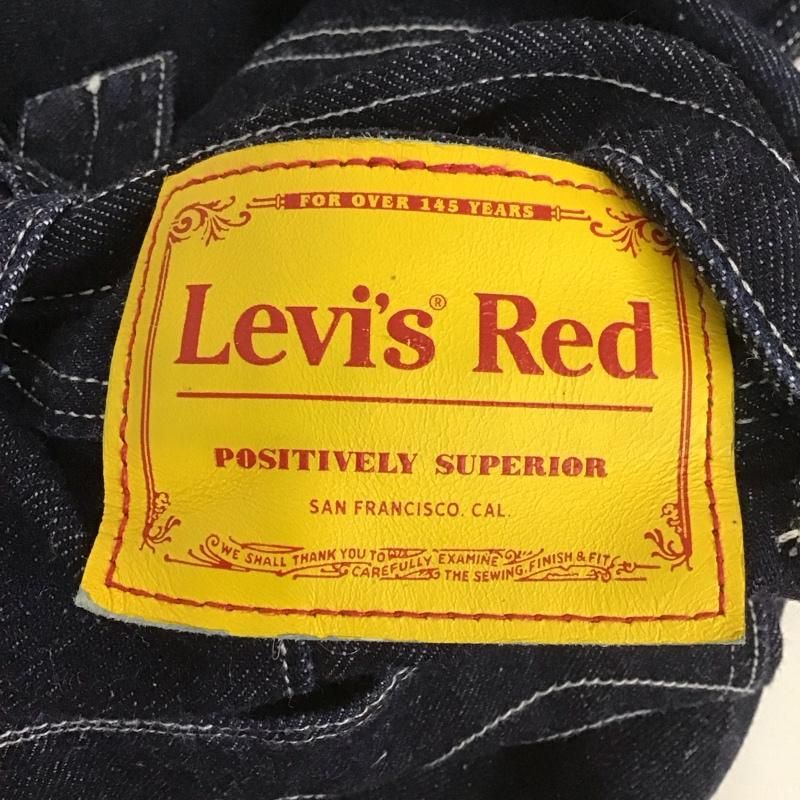 FOR OVER 145 YEARS
Levi's® Red
POSITIVELY SUPERIOR
SAN FRANCISCO. CAL.
WE SHALL THANK YOU TO CAREFULLY EXAMINE THE SEWING, FINISH & FIT